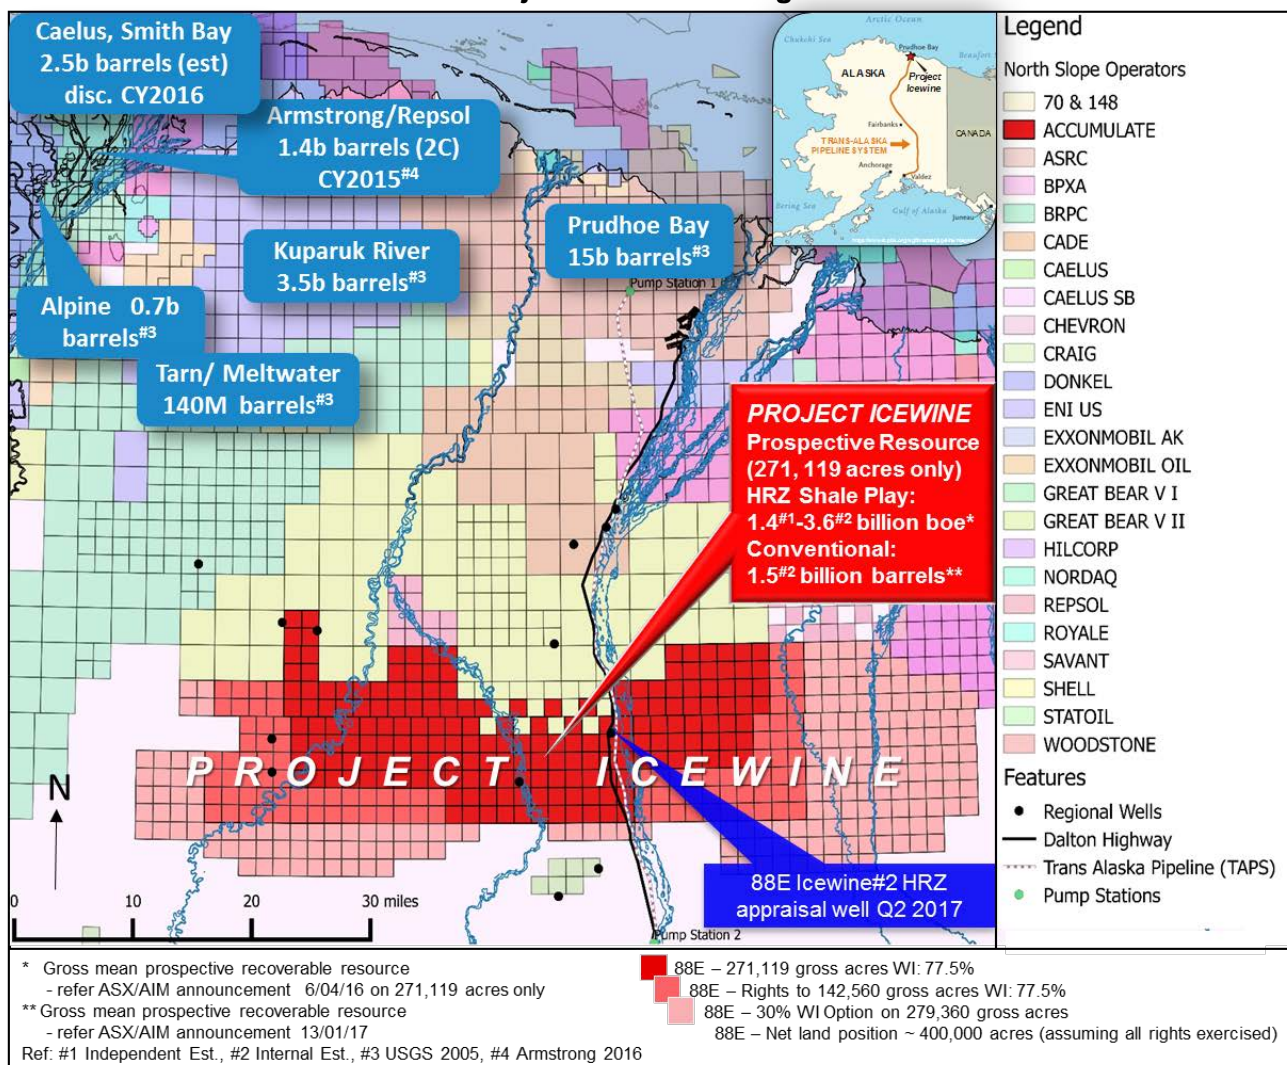 Caelus, Smith Bay
2.5b barrels (est)
disc. CY2016
Armstrong/Repsol
1.4b barrels (2C)
CY2015#4
Kuparuk River
3.5b barrels#3
Prudhoe Bay
15b barrels#3
Pump Station 1
Alpine 0.7b
barrels#3
Tarn/ Meltwater
140M barrels#3
Arctic Ocean
Chukchi Sea
Prudhoe Bay
Project
Icewine
ALASKA
Fairbanks
CANADA
TRANS-ALASKA
PIPELINE SYSTEM
Anchorage
Valdez
Bering Sea
Gulf of Alaska
Juneau
PROJECT ICEWINE
Prospective Resource
(271, 119 acres only)
HRZ Shale Play:
1.4#1-3.6#2 billion boe*
Conventional:
1.5#2 billion barrels**
PROJECT ICEWINE
N
0 10 20 30 miles
88E Icewine#2 HRZ
appraisal well Q2 2017
Pump Station 2
Legend
North Slope Operators
70 & 148
ACCUMULATE
ASRC
BPXA
BRPC
CADE
CAELUS
CAELUS SB
CHEVRON
CRAIG
DONKEL
ENI US
EXXONMOBIL AK
EXXONMOBIL OIL
GREAT BEAR V I
GREAT BEAR V II
HILCORP
NORDAQ
REPSOL
ROYALE
SAVANT
SHELL
STATOIL
WOODSTONE
Features
Regional Wells
Dalton Highway
Trans Alaska Pipeline (TAPS)
Pump Stations
* Gross mean prospective recoverable resource
- refer ASX/AIM announcement 6/04/16 on 271,119 acres only
** Gross mean prospective recoverable resource
- refer ASX/AIM announcement 13/01/17
Ref: #1 Independent Est., #2 Internal Est., #3 USGS 2005, #4 Armstrong 2016
88E – 271,119 gross acres WI: 77.5%
88E – Rights to 142,560 gross acres WI: 77.5%
88E – 30% WI Option on 279,360 gross acres
88E – Net land position ~ 400,000 acres (assuming all rights exercised)